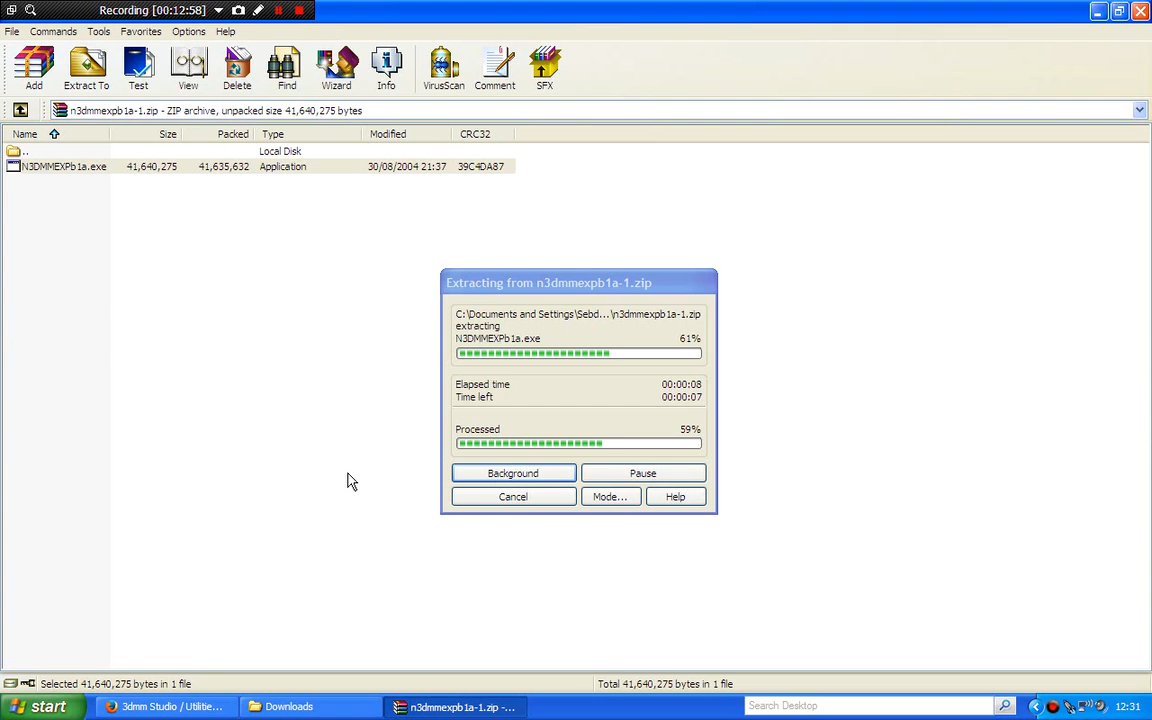 Recording [00:12:58]
File Commands Tools Favorites Options Help
Add Extract To Test View Delete Find Wizard Info VirusScan Comment SFX
n3dmmexpb1a-1.zip - ZIP archive, unpacked size 41,640,275 bytes
Name Size Packed Type Modified CRC32
.. Local Disk
N3DMMEXPb1a.exe 41,640,275 41,635,632 Application 30/08/2004 21:37 39C4DA87
Extracting from n3dmmexpb1a-1.zip
C:\Documents and Settings\Sebd...\n3dmmexpb1a-1.zip
extracting
N3DMMEXPb1a.exe 61%
Elapsed time 00:00:08
Time left 00:00:07
Processed 59%
Background Pause
Cancel Mode... Help
Selected 41,640,275 bytes in 1 file Total 41,640,275 bytes in 1 file
start 3dmm Studio / Utilitie... Downloads n3dmmexpb1a-1.zip -... Search Desktop 12:31